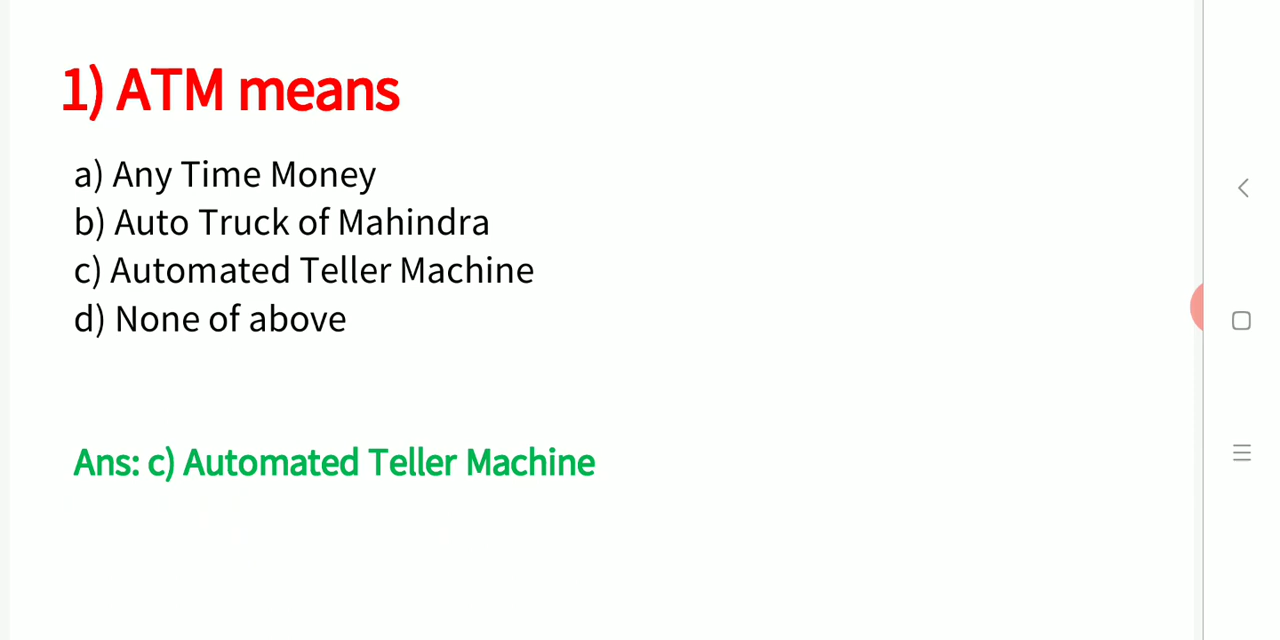 1) ATM means
a) Any Time Money
b) Auto Truck of Mahindra
c) Automated Teller Machine
d) None of above
Ans: c) Automated Teller Machine